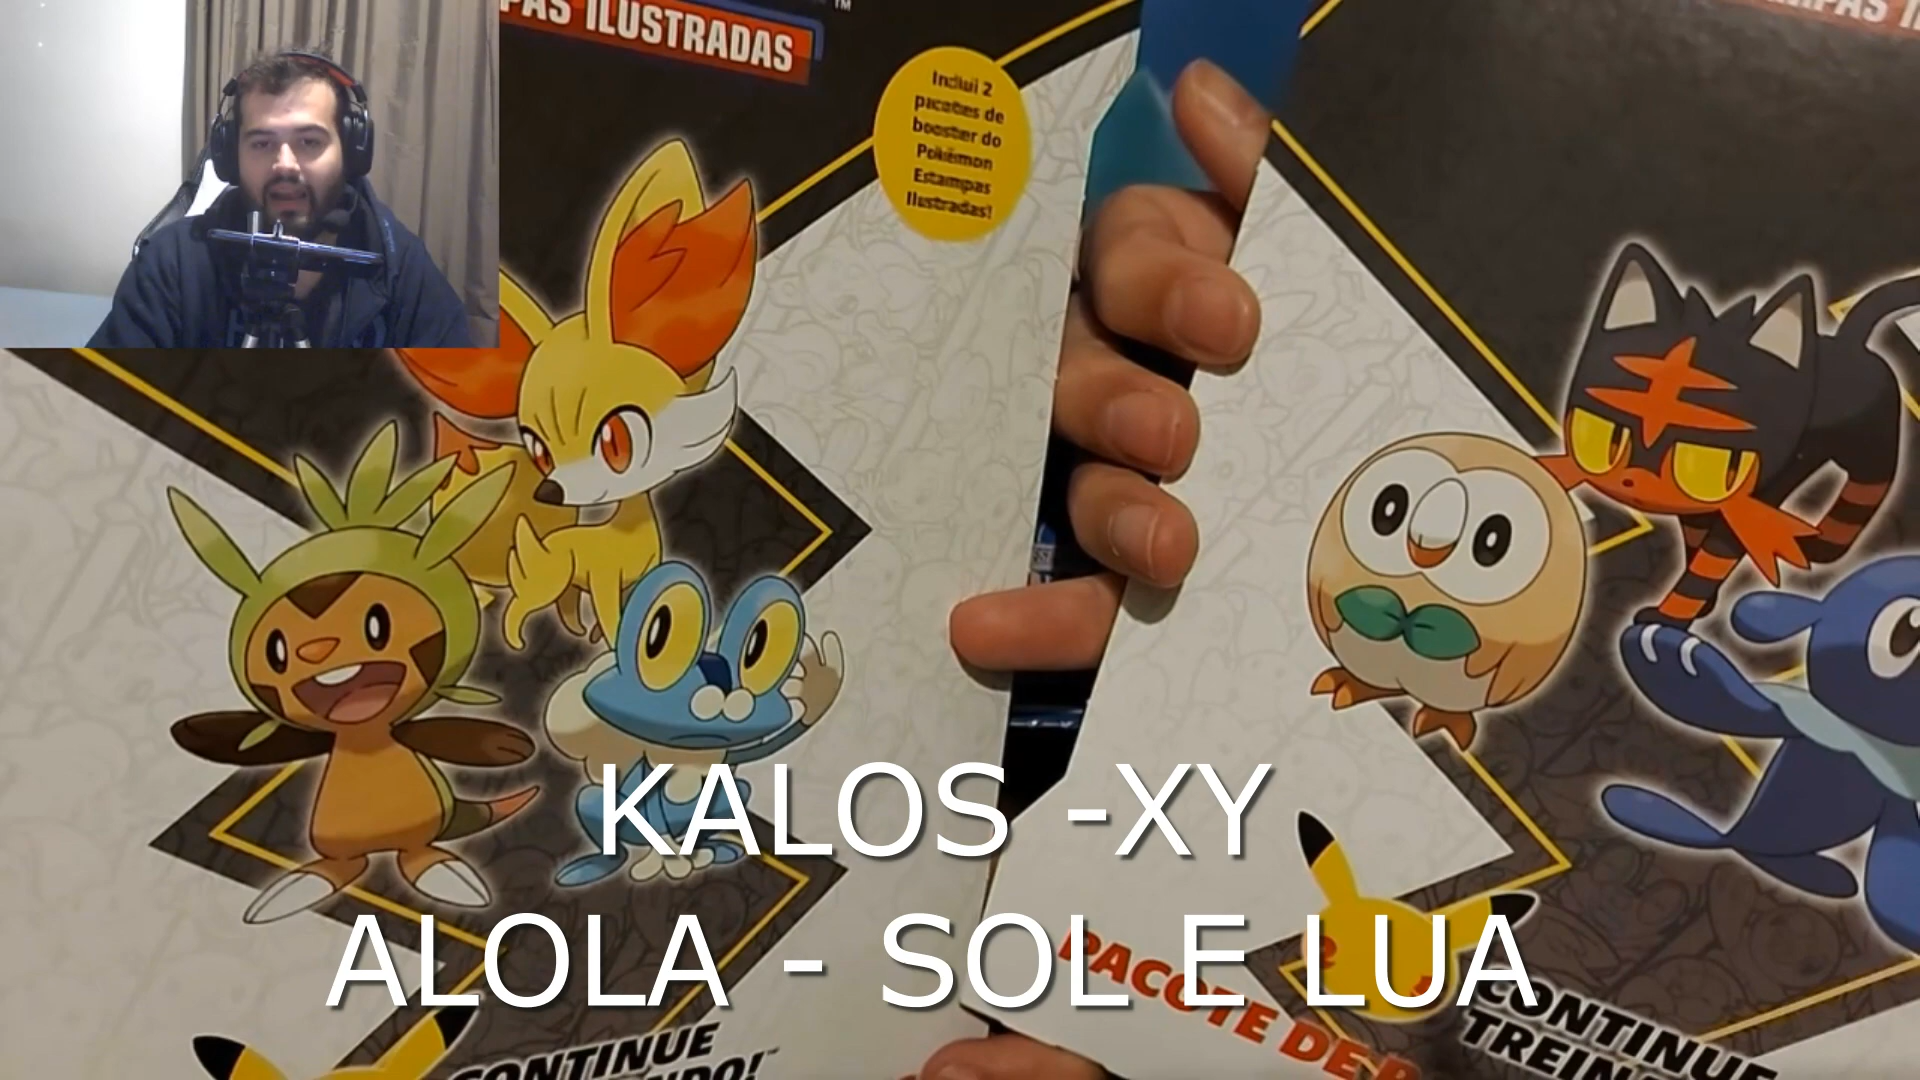 PAS ILUSTRADAS
™
Inclui 2
pacotes de
booster do
Pokémon
Estampas
Ilustradas!
KALOS -XY
ALOLA - SOL E LUA
PACOTE DE
CONTINUE
CONTINUE